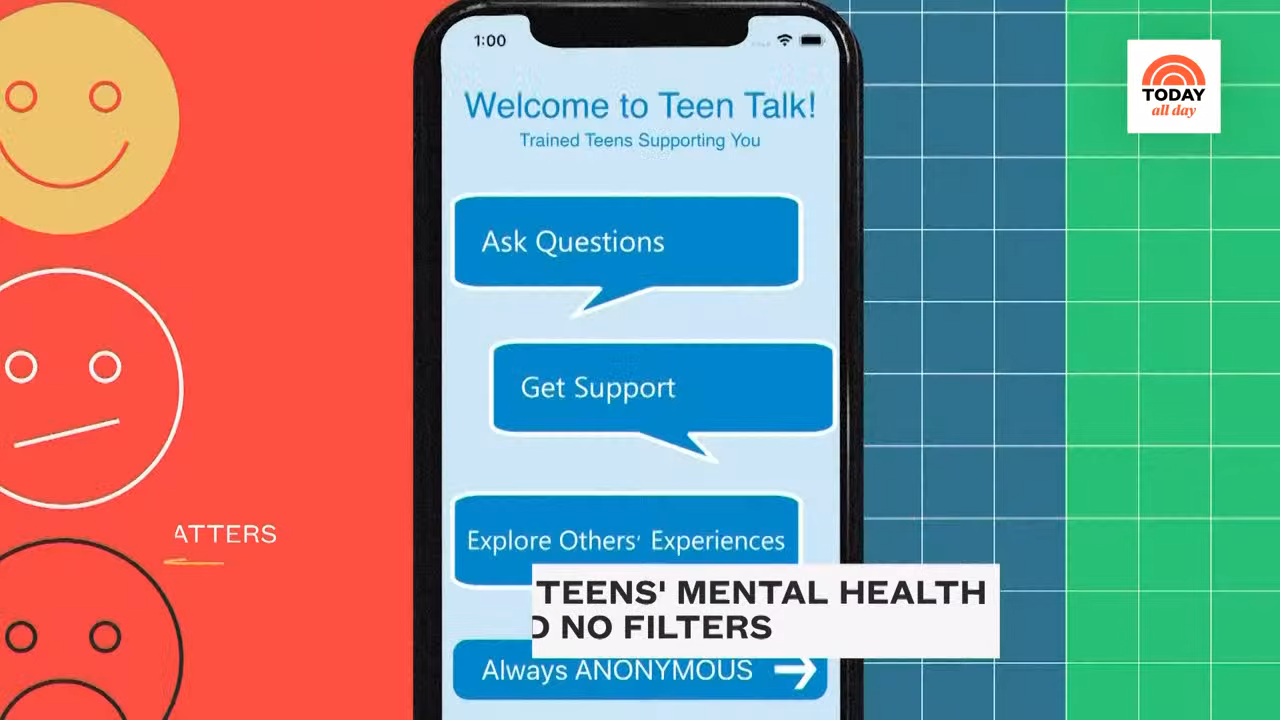 1:00
Welcome to Teen Talk!
Trained Teens Supporting You
TODAY
all day
Ask Questions
Get Support
Explore Others' Experiences
ATTERS
TEENS' MENTAL HEALTH
NO FILTERS
Always ANONYMOUS